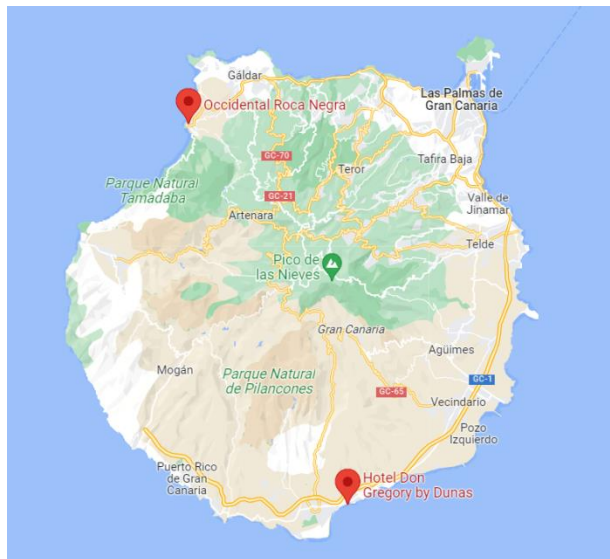 Gáldar
Las Palmas de
Gran Canaria
Occidental Roca Negra
GC-70
Teror
Tafira Baja
Parque Natural
Tamadaba
GC-21
Valle de
Jinamar
Artenara
Telde
Pico de
las Nieves
Gran Canaria
Agüimes
Mogán
Parque Natural
de Pilancones
GC-1
GC-65
Vecindario
Pozo
Izquierdo
Puerto Rico
de Gran
Canaria
Hotel Don
Gregory by Dunas